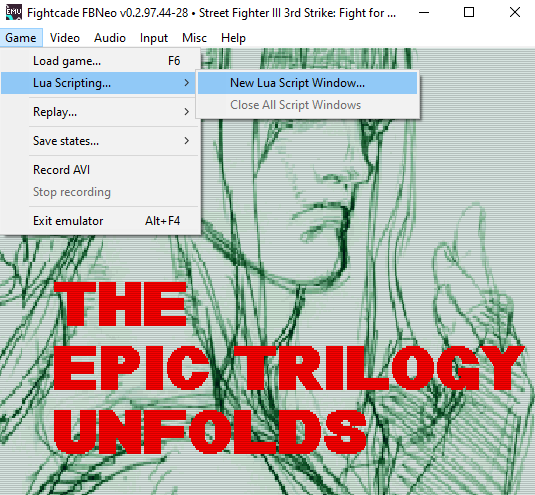 EMU Fightcade FBNeo v0.2.97.44-28 • Street Fighter III 3rd Strike: Fight for ...
Game Video Audio Input Misc Help
Load game... F6
Lua Scripting... New Lua Script Window...
Close All Script Windows
Replay...
Save states...
Record AVI
Stop recording
Exit emulator Alt+F4
THE
EPIC TRILOGY
UNFOLDS